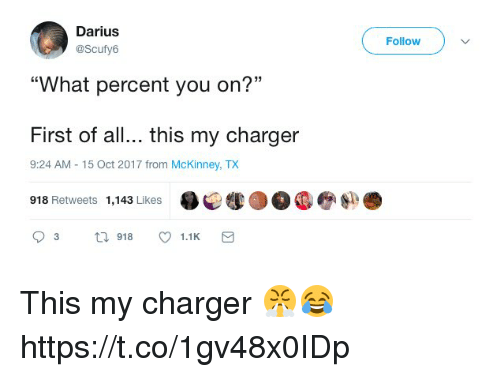 Darius
@Scufy6
Follow
“What percent you on?”
First of all... this my charger
9:24 AM - 15 Oct 2017 from McKinney, TX
918 Retweets 1,143 Likes
3 918 1.1K
This my charger 😤😂
https://t.co/1gv48x0IDp